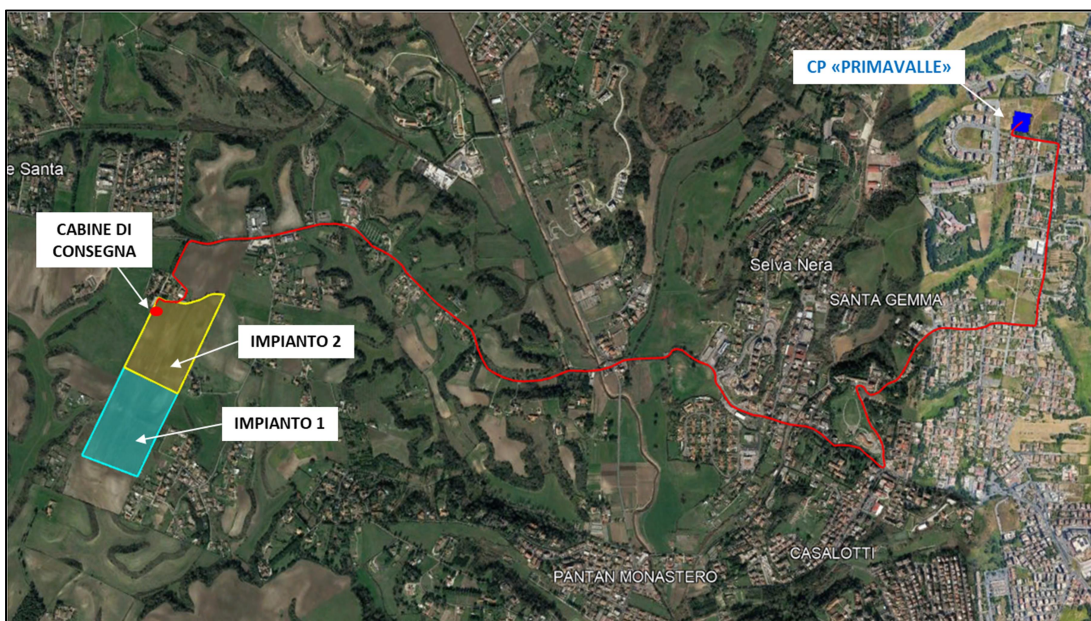 CP «PRIMAVALLE»
e Santa
CABINE DI
CONSEGNA
Selva Nera
SANTA GEMMA
IMPIANTO 2
IMPIANTO 1
CASALOTTI
PANTAN MONASTERO